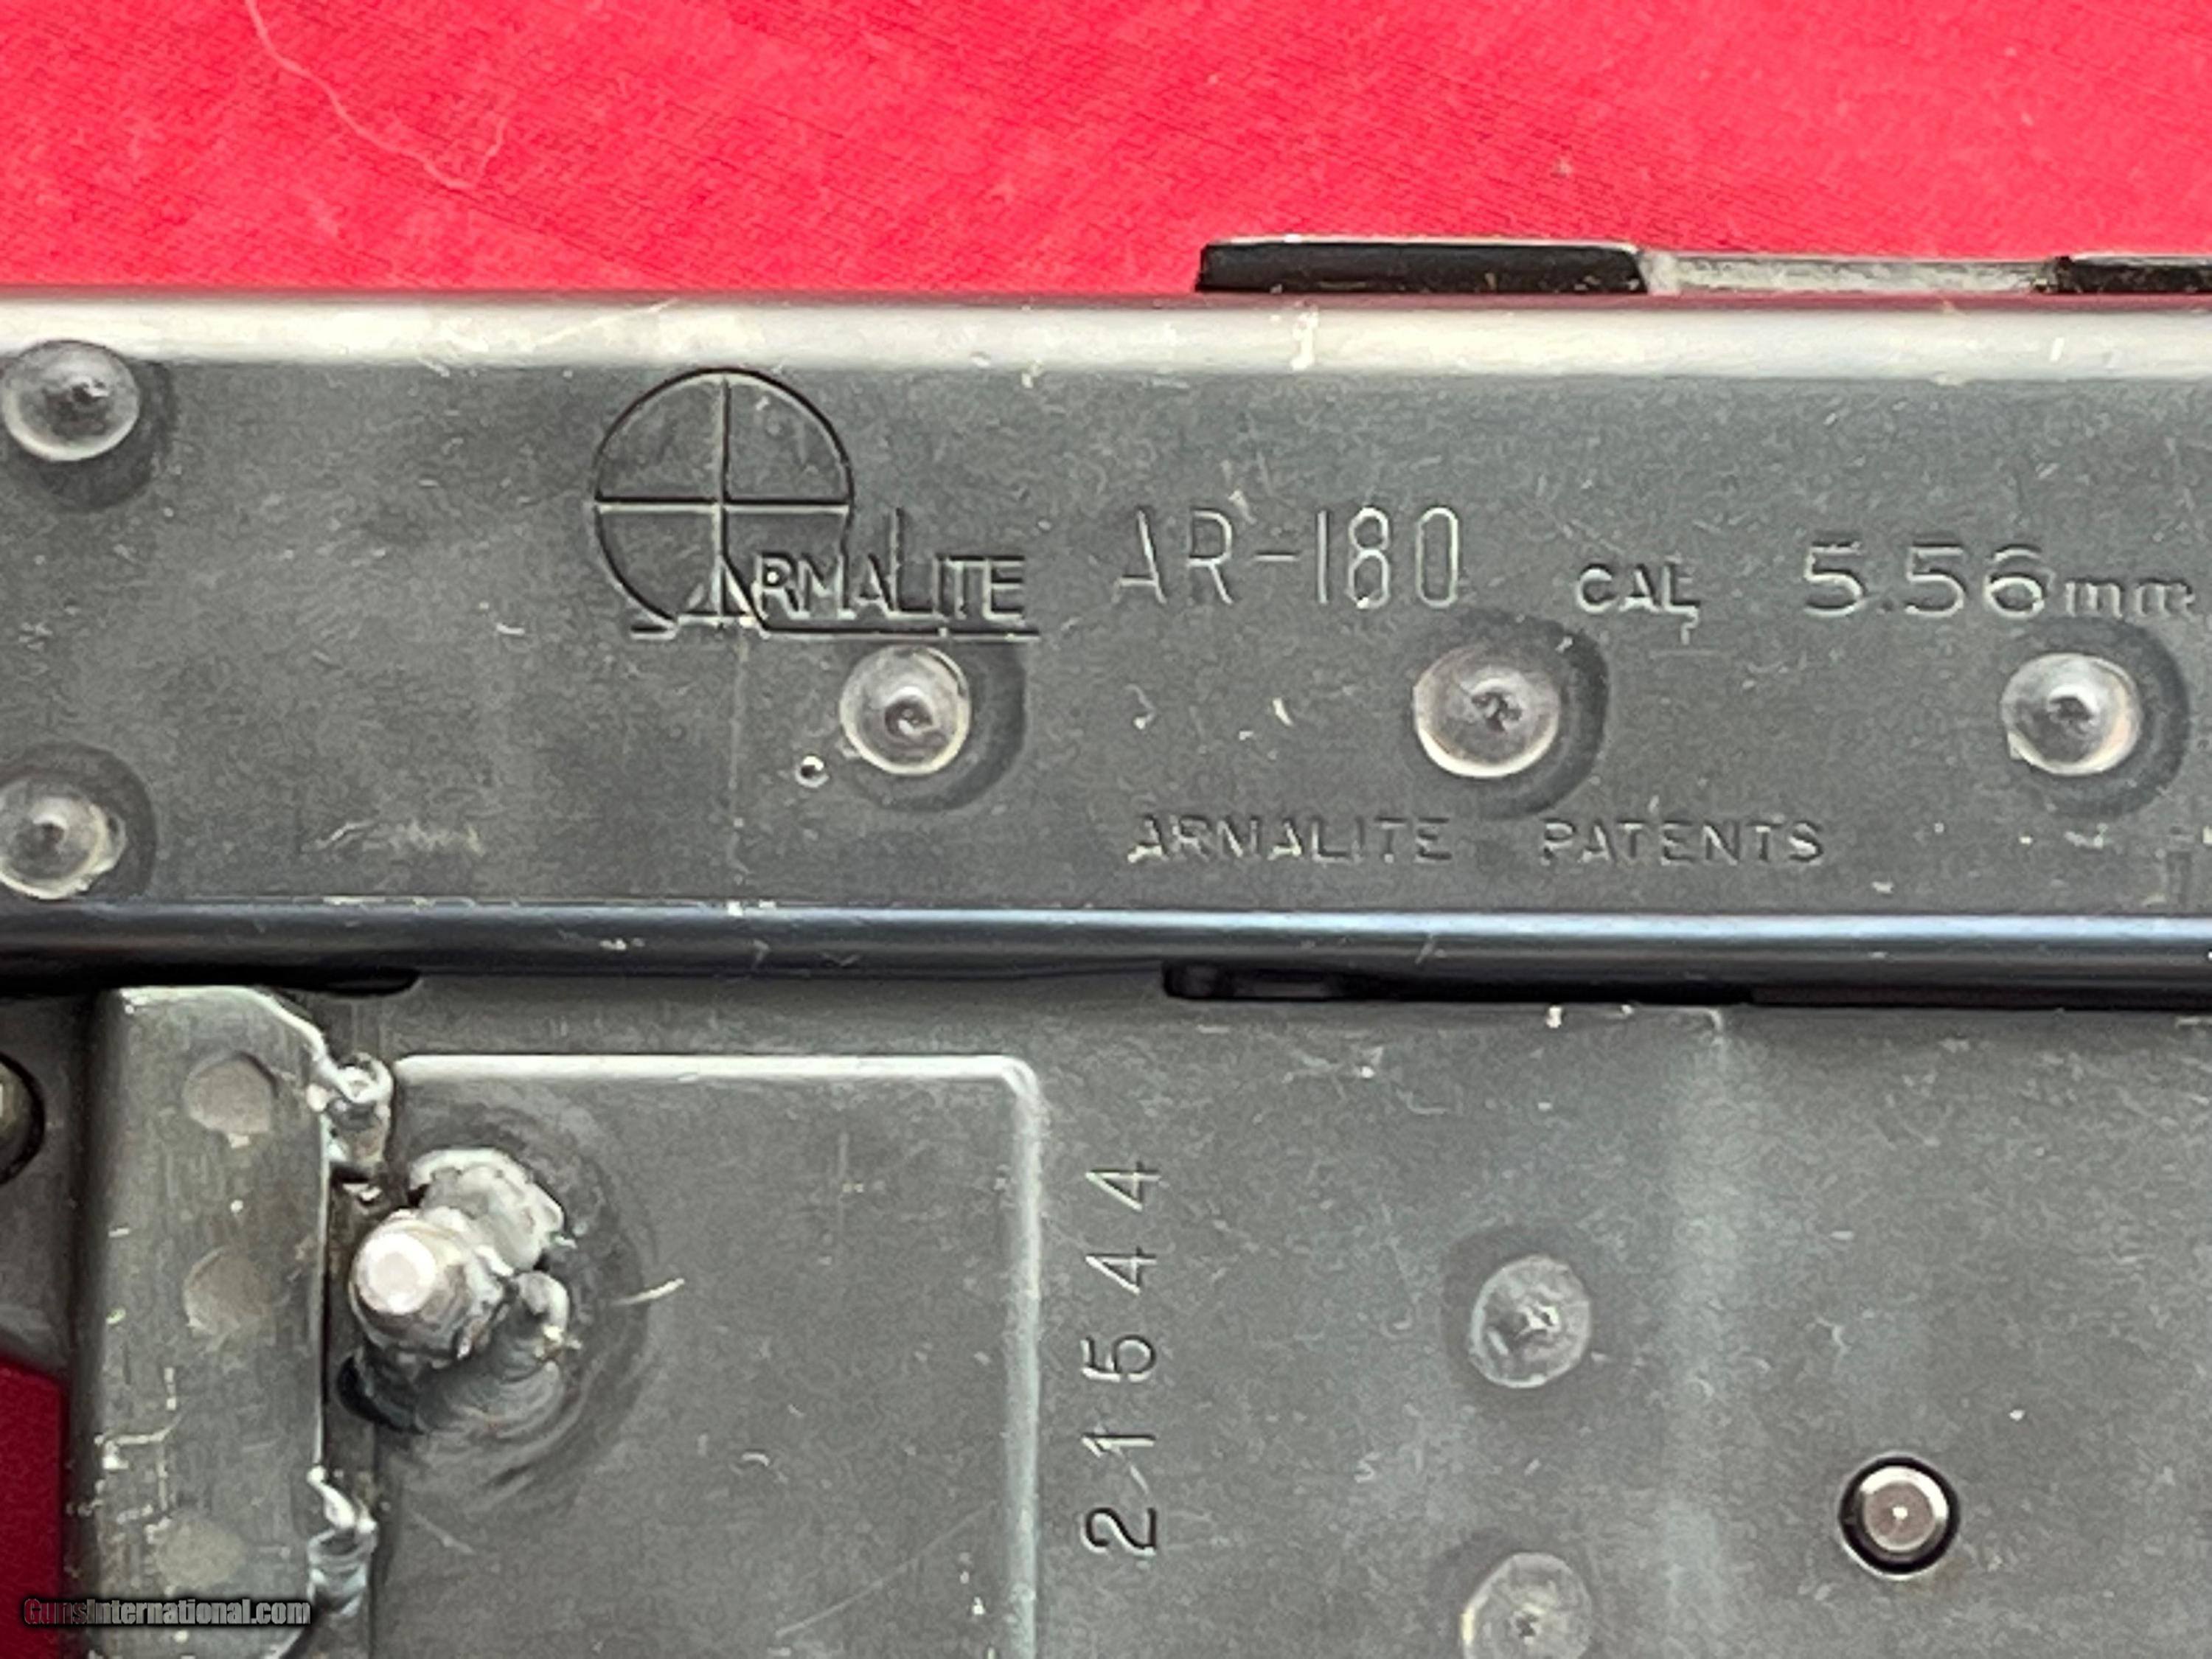 ARMALITE AR-180 CAL. 5.56mm
ARMALITE PATENTS
21544
GunsInternational.com